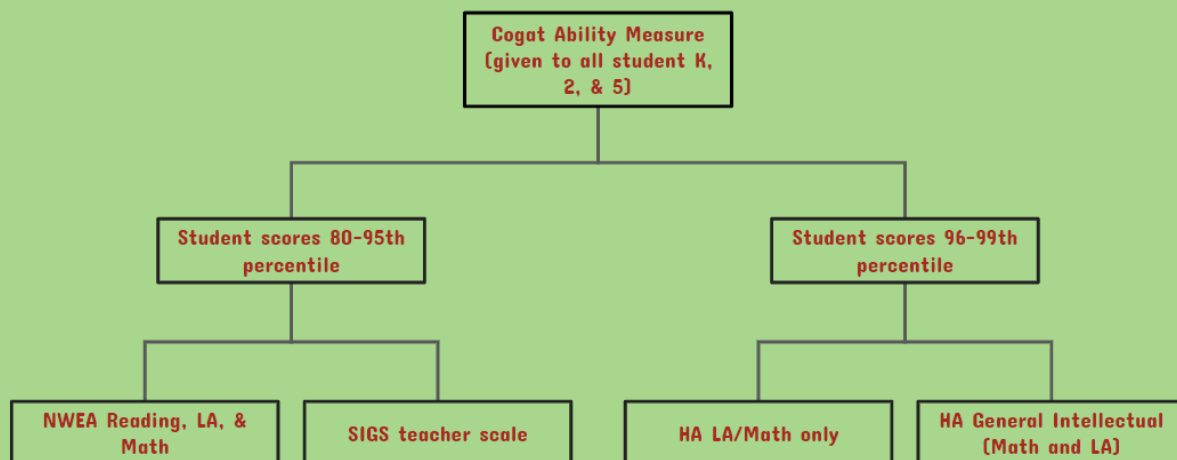 Cogat Ability Measure
(given to all student K,
2, & 5)
Student scores 80-95th
percentile
Student scores 96-99th
percentile
NWEA Reading, LA, &
Math
SIGS teacher scale
HA LA/Math only
HA General Intellectual
(Math and LA)